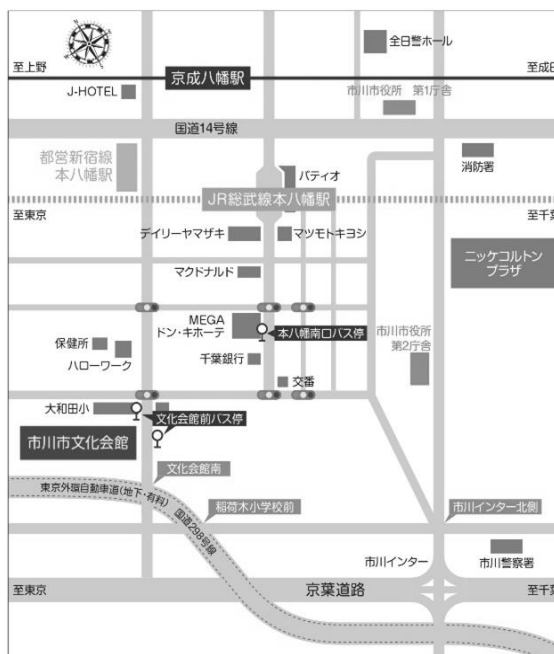 全日警ホール
至上野
京成八幡駅
至成田
J-HOTEL
市川市役所 第1庁舎
国道14号線
都営新宿線
本八幡駅
パティオ
消防署
JR総武線本八幡駅
至東京
至千葉
デイリーヤマザキ
マツモトキヨシ
ニッケコルトン
プラザ
マクドナルド
MEGA
ドン・キホーテ
本八幡南口バス停
市川市役所
第2庁舎
保健所
ハローワーク
千葉銀行
交番
大和田小
文化会館前バス停
市川市文化会館
文化会館南
東京外環自動車道(地下・有料)
国道298号線
稲荷木小学校前
市川インター北側
市川インター
市川警察署
至東京
京葉道路
至千葉